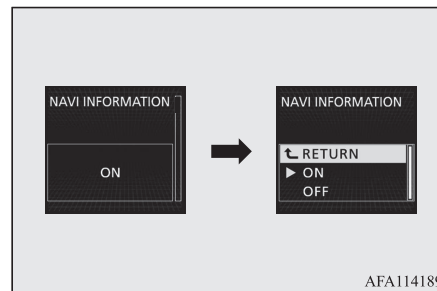 NAVI INFORMATION
ON
NAVI INFORMATION
RETURN
ON
OFF
AFA114189